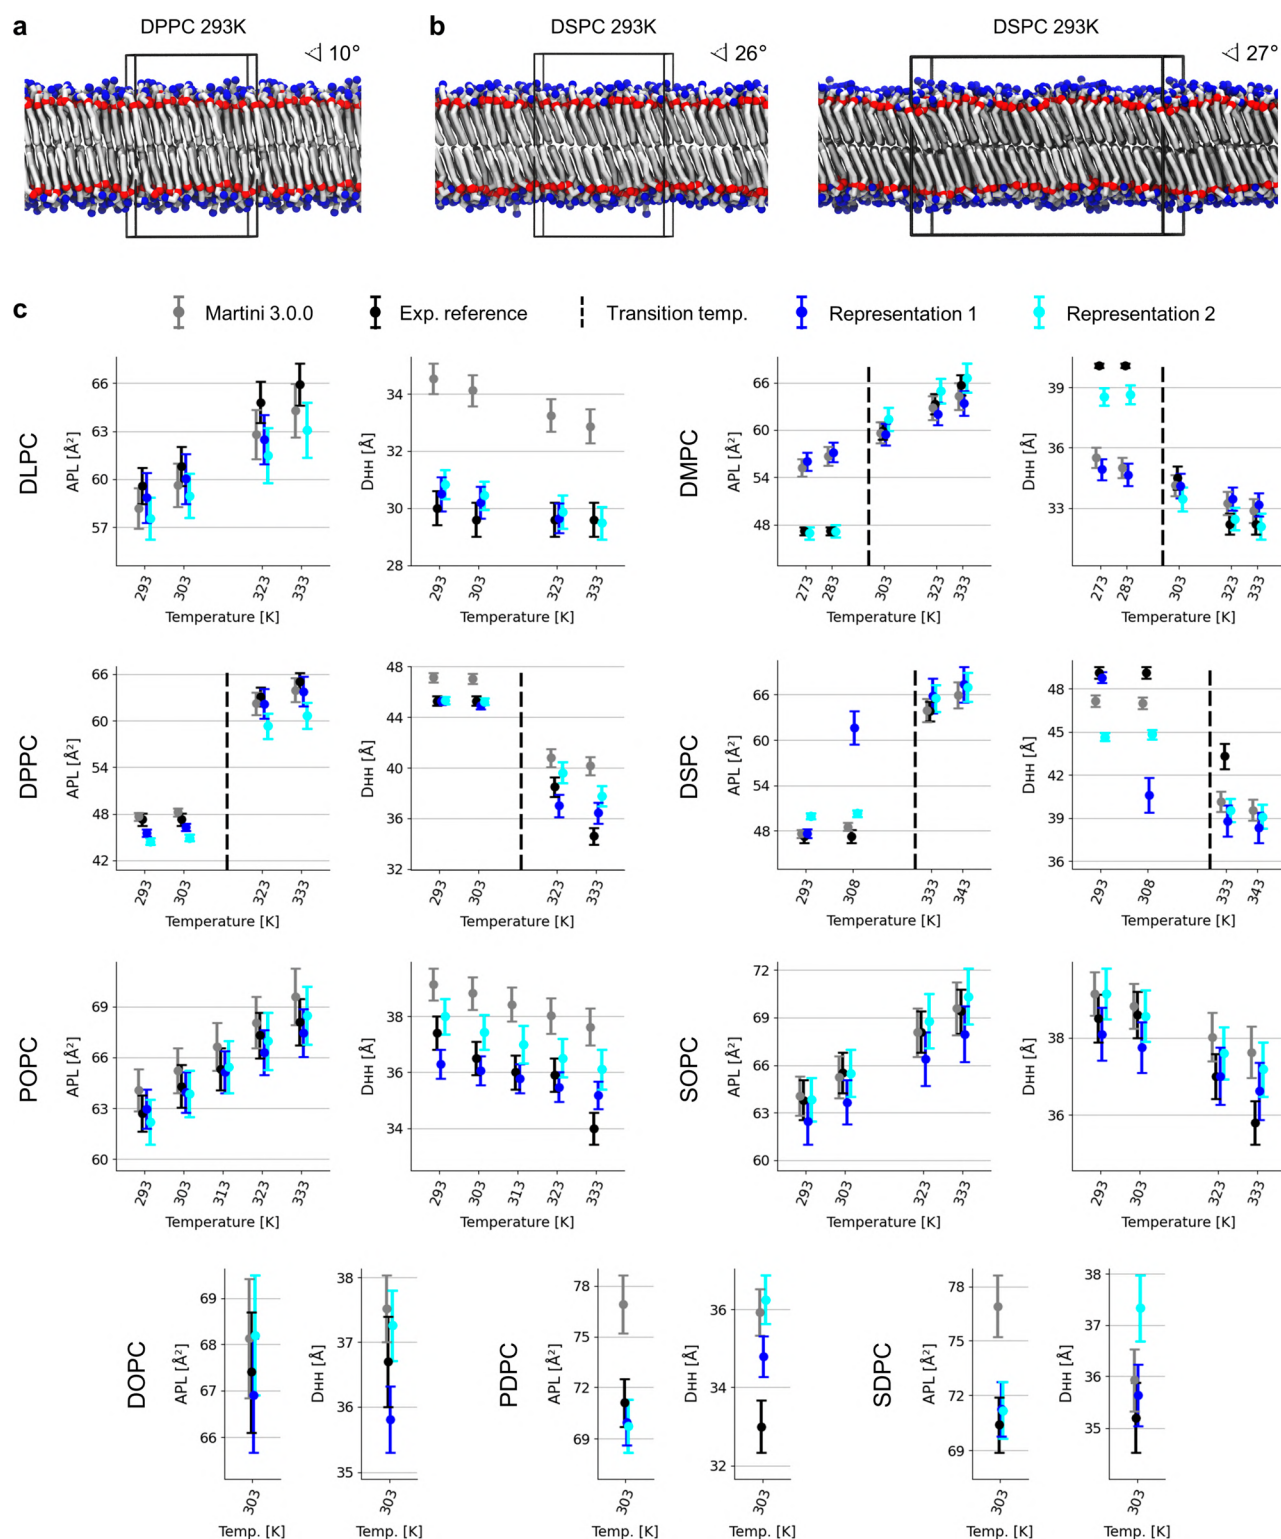 a
DPPC 293K
10°
b
DSPC 293K
26°
DSPC 293K
27°
c
Martini 3.0.0
Exp. reference
Transition temp.
Representation 1
Representation 2
DLPC
APL [Å²]
66
63
60
57
293
303
323
333
Temperature [K]
DHH [Å]
34
32
30
28
293
303
323
333
Temperature [K]
DMPC
APL [Å²]
66
60
54
48
273
283
303
323
333
Temperature [K]
DHH [Å]
39
36
33
273
283
303
323
333
Temperature [K]
DPPC
APL [Å²]
66
60
54
48
42
293
303
323
333
Temperature [K]
DHH [Å]
48
44
40
36
32
293
303
323
333
Temperature [K]
DSPC
APL [Å²]
66
60
54
48
293
308
333
343
Temperature [K]
DHH [Å]
48
44
40
36
293
308
333
343
Temperature [K]
POPC
APL [Å²]
69
66
63
60
293
303
313
323
333
Temperature [K]
DHH [Å]
38
36
34
293
303
313
323
333
Temperature [K]
SOPC
APL [Å²]
72
69
66
63
60
293
303
323
333
Temperature [K]
DHH [Å]
38
36
293
303
323
333
Temperature [K]
DOPC
APL [Å²]
69
68
67
66
303
Temp. [K]
DHH [Å]
38
37
36
35
303
Temp. [K]
PDPC
APL [Å²]
78
75
72
69
303
Temp. [K]
DHH [Å]
36
34
33
32
303
Temp. [K]
SDPC
APL [Å²]
78
75
72
69
303
Temp. [K]
DHH [Å]
38
37
36
35
303
Temp. [K]